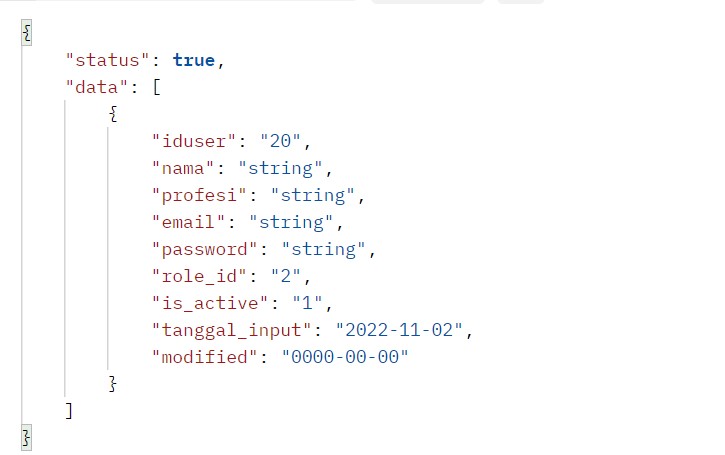 {
"status": true,
"data": [
{
"iduser": "20",
"nama": "string",
"profesi": "string",
"email": "string",
"password": "string",
"role_id": "2",
"is_active": "1",
"tanggal_input": "2022-11-02",
"modified": "0000-00-00"
}
]
}